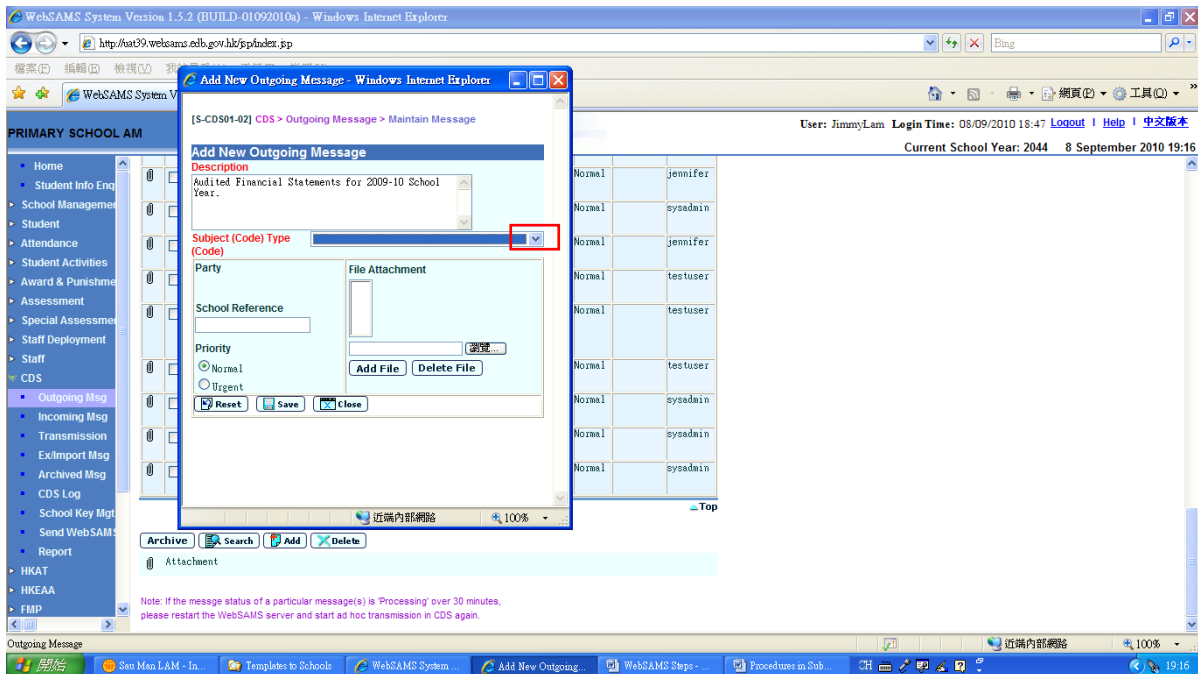 WebSAMS System Version 1.5.2 (BUILD-01092010a) - Windows Internet Explorer
http://uat39.websams.edb.gov.hk/jsp/index.jsp
Bing
檔案(F) 編輯(E) 檢視(V)
WebSAMS System V
網頁(P)
工具(O)
PRIMARY SCHOOL AM
User: JimmyLam Login Time: 08/09/2010 18:47 Logout | Help | 中文版本
Current School Year: 2044 8 September 2010 19:16
Home
Student Info Enq
School Managemen
Student
Attendance
Student Activities
Award & Punishme
Assessment
Special Assessmen
Staff Deployment
Staff
CDS
Outgoing Msg
Incoming Msg
Transmission
Ex/Import Msg
Archived Msg
CDS Log
School Key Mgt
Send WebSAMS
Report
HKAT
HKEAA
FMP
Add New Outgoing Message - Windows Internet Explorer
[S-CDS01-02] CDS > Outgoing Message > Maintain Message
Add New Outgoing Message
Description
Audited Financial Statements for 2009-10 School
Year.
Subject (Code) Type
(Code)
Party
File Attachment
School Reference
瀏覽...
Priority
Normal
Add File Delete File
Urgent
Reset Save Close
近端內部網路 100%
Normal jennifer
Normal sysadmin
Normal jennifer
Normal testuser
Normal testuser
Normal testuser
Normal sysadmin
Normal sysadmin
Normal sysadmin
Top
Archive Search Add Delete
Attachment
Note: If the messge status of a particular message(s) is 'Processing' over 30 minutes,
please restart the WebSAMS server and start ad hoc transmission in CDS again.
Outgoing Message
近端內部網路 100%
開始
Sau Man LAM - In...
Templates to Schools
WebSAMS System ...
Add New Outgoing...
WebSAMS Steps - ...
Procedures in Sub...
CH
19:16